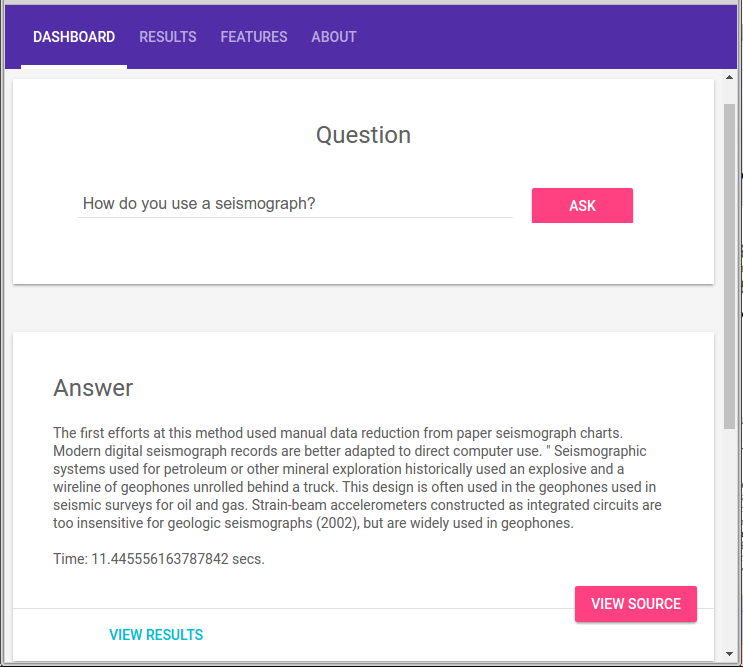 DASHBOARD RESULTS FEATURES ABOUT
Question
How do you use a seismograph?
ASK
Answer
The first efforts at this method used manual data reduction from paper seismograph charts.
Modern digital seismograph records are better adapted to direct computer use. " Seismographic
systems used for petroleum or other mineral exploration historically used an explosive and a
wireline of geophones unrolled behind a truck. This design is often used in the geophones used in
seismic surveys for oil and gas. Strain-beam accelerometers constructed as integrated circuits are
too insensitive for geologic seismographs (2002), but are widely used in geophones.
Time: 11.445556163787842 secs.
VIEW SOURCE
VIEW RESULTS